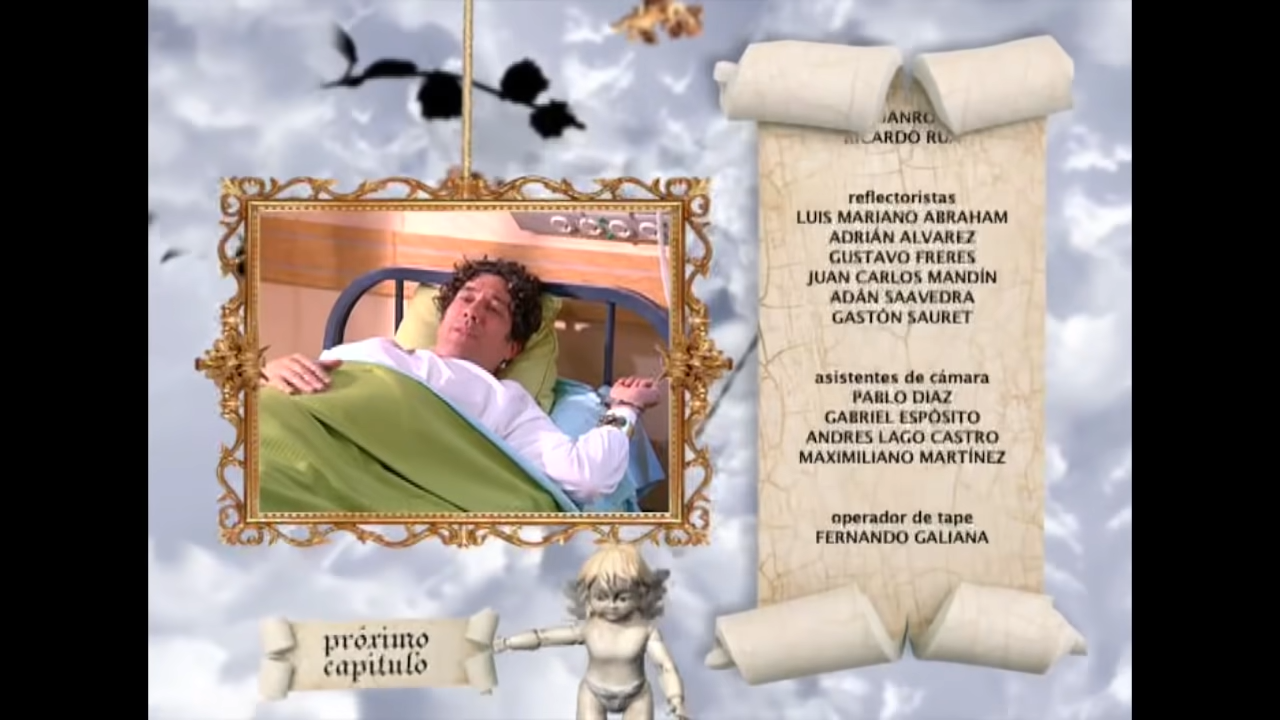 próximo
capitulo
reflectoristas
LUIS MARIANO ABRAHAM
ADRIÁN ALVAREZ
GUSTAVO FRERES
JUAN CARLOS MANDÍN
ADÁN SAAVEDRA
GASTÓN SAURET
asistentes de cámara
PABLO DIAZ
GABRIEL ESPÓSITO
ANDRES LAGO CASTRO
MAXIMILIANO MARTÍNEZ
operador de tape
FERNANDO GALIANA